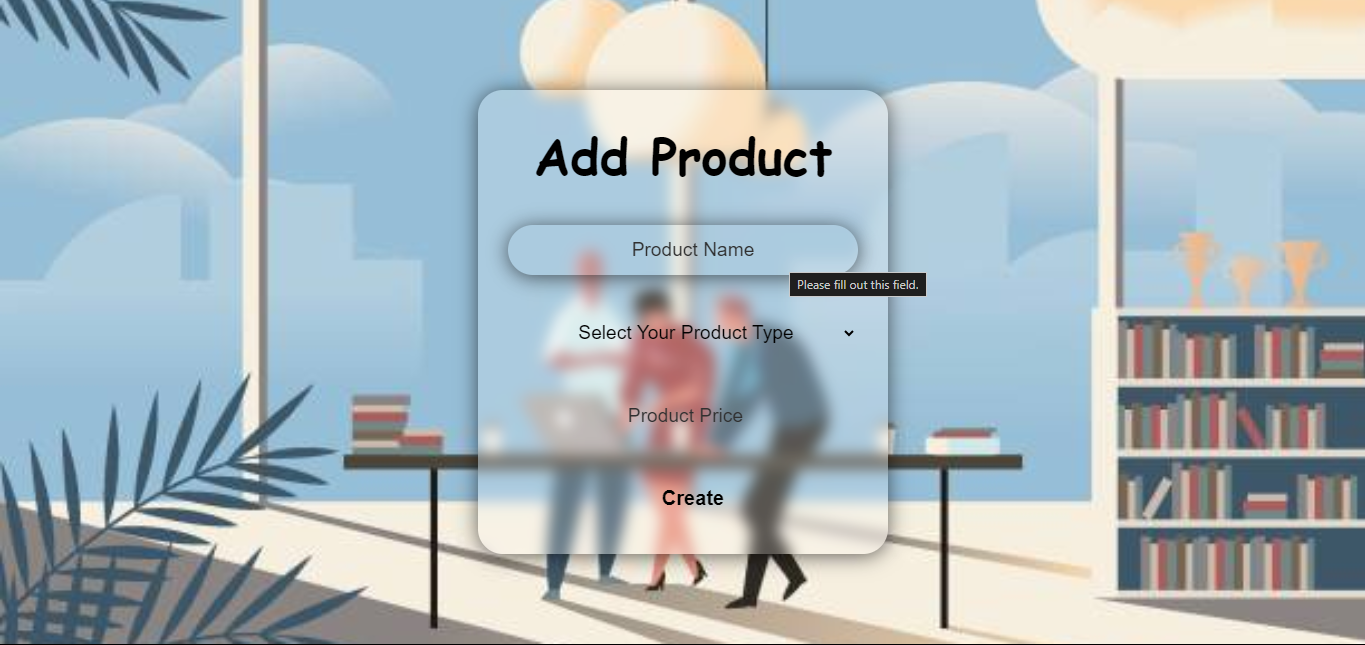 Add Product
Product Name
Please fill out this field.
Select Your Product Type
Product Price
Create